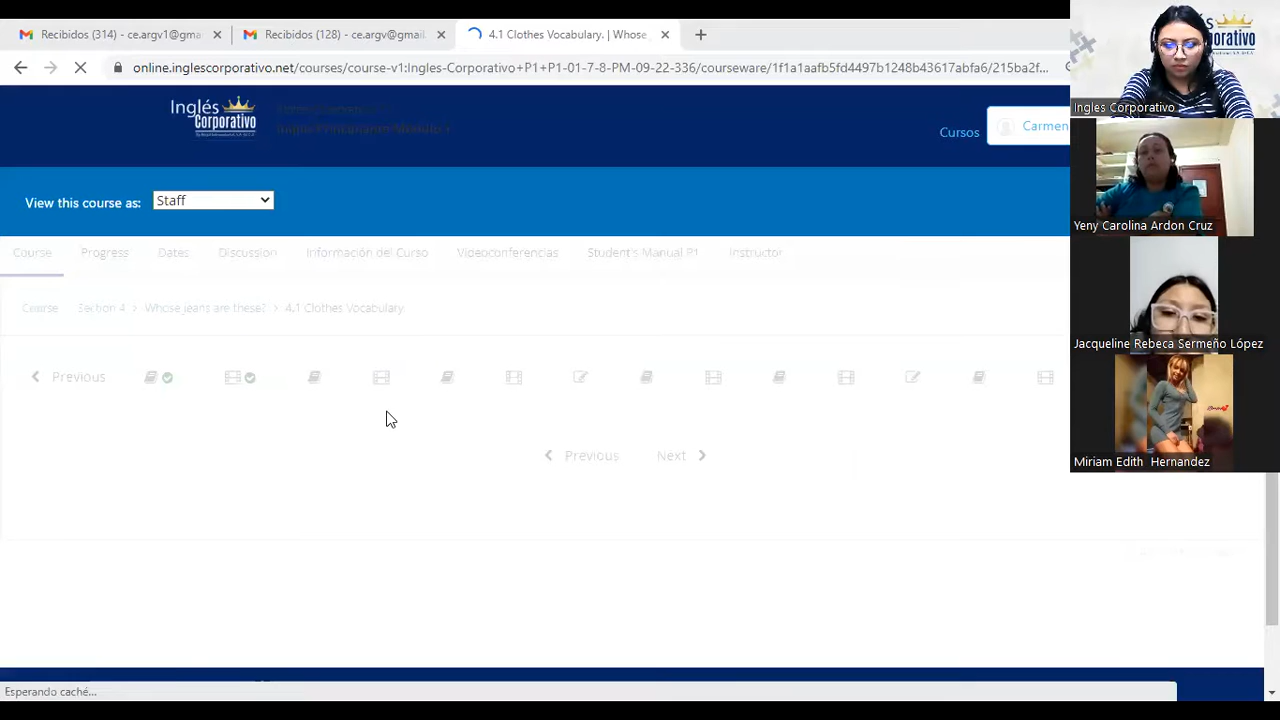 Recibidos (314) - ce.argv1@gma
Recibidos (128) - ce.argv@gmail.
4.1 Clothes Vocabulary. | Whose
online.inglescorporativo.net/courses/course-v1:Ingles-Corporativo+P1+P1-01-7-8-PM-09-22-336/courseware/1f1a1aafb5fd4497b1248b43617abfa6/215ba2f...
Inglés
Corporativo
Cursos
Carmen
View this course as:
Staff
Course
Progress
Dates
Discussion
Información del Curso
Videoconferencias
Student's Manual P1
Instructor
Course
Section 4
Whose jeans are these?
4.1 Clothes Vocabulary
Previous
Previous
Next
Esperando caché...
Ingles Corporativo
Yeny Carolina Ardon Cruz
Jacqueline Rebeca Sermeño López
Miriam Edith Hernandez